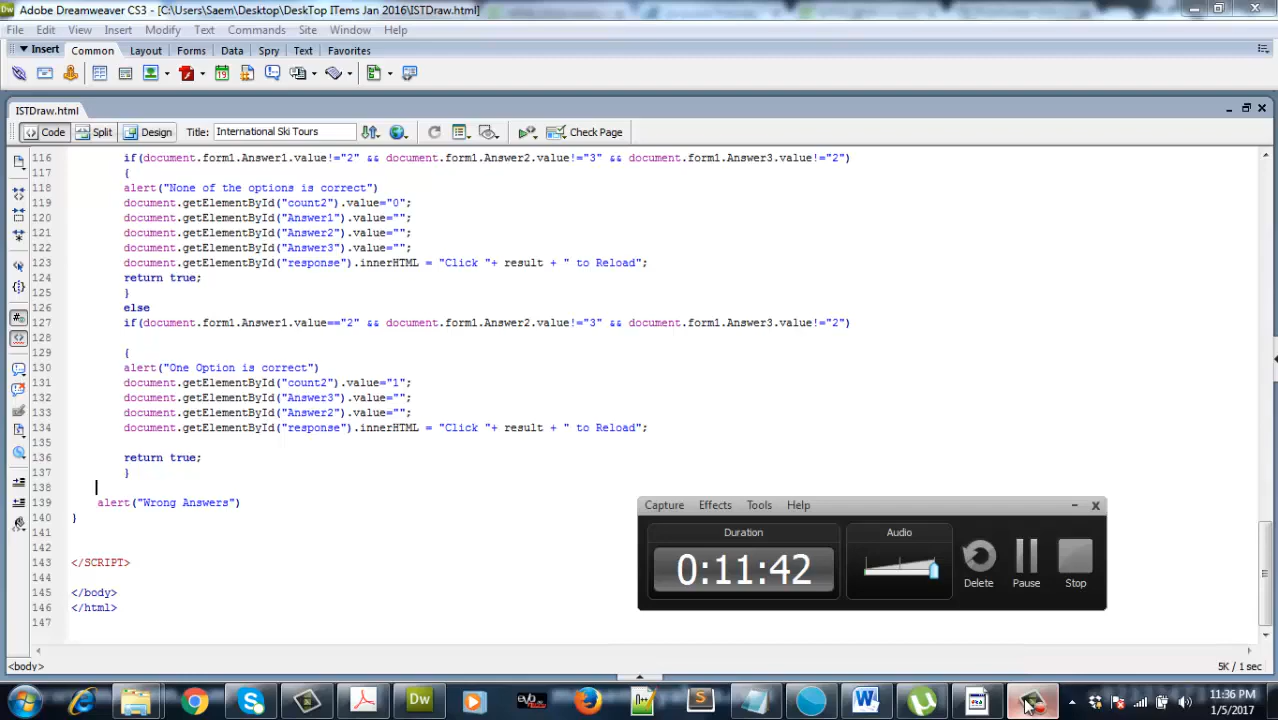 Adobe Dreamweaver CS3 - [C:\Users\Saem\Desktop\DeskTop ITems Jan 2016\ISTDraw.html]
File Edit View Insert Modify Text Commands Site Window Help
Insert Common Layout Forms Data Spry Text Favorites
ISTDraw.html
Code Split Design Title: International Ski Tours Check Page
116 if(document.form1.Answer1.value!="2" && document.form1.Answer2.value!="3" && document.form1.Answer3.value!="2")
117 {
118 alert("None of the options is correct")
119 document.getElementById("count2").value="0";
120 document.getElementById("Answer1").value="";
121 document.getElementById("Answer2").value="";
122 document.getElementById("Answer3").value="";
123 document.getElementById("response").innerHTML = "Click "+ result + " to Reload";
124 return true;
125 }
126 else
127 if(document.form1.Answer1.value=="2" && document.form1.Answer2.value!="3" && document.form1.Answer3.value!="2")
128
129 {
130 alert("One Option is correct")
131 document.getElementById("count2").value="1";
132 document.getElementById("Answer3").value="";
133 document.getElementById("Answer2").value="";
134 document.getElementById("response").innerHTML = "Click "+ result + " to Reload";
135
136 return true;
137 }
138
139 alert("Wrong Answers")
140 }
141
142
143 </SCRIPT>
144
145 </body>
146 </html>
147
Capture Effects Tools Help
Duration Audio
0:11:42
Delete Pause Stop
<body> 5K / 1 sec
11:36 PM
1/5/2017